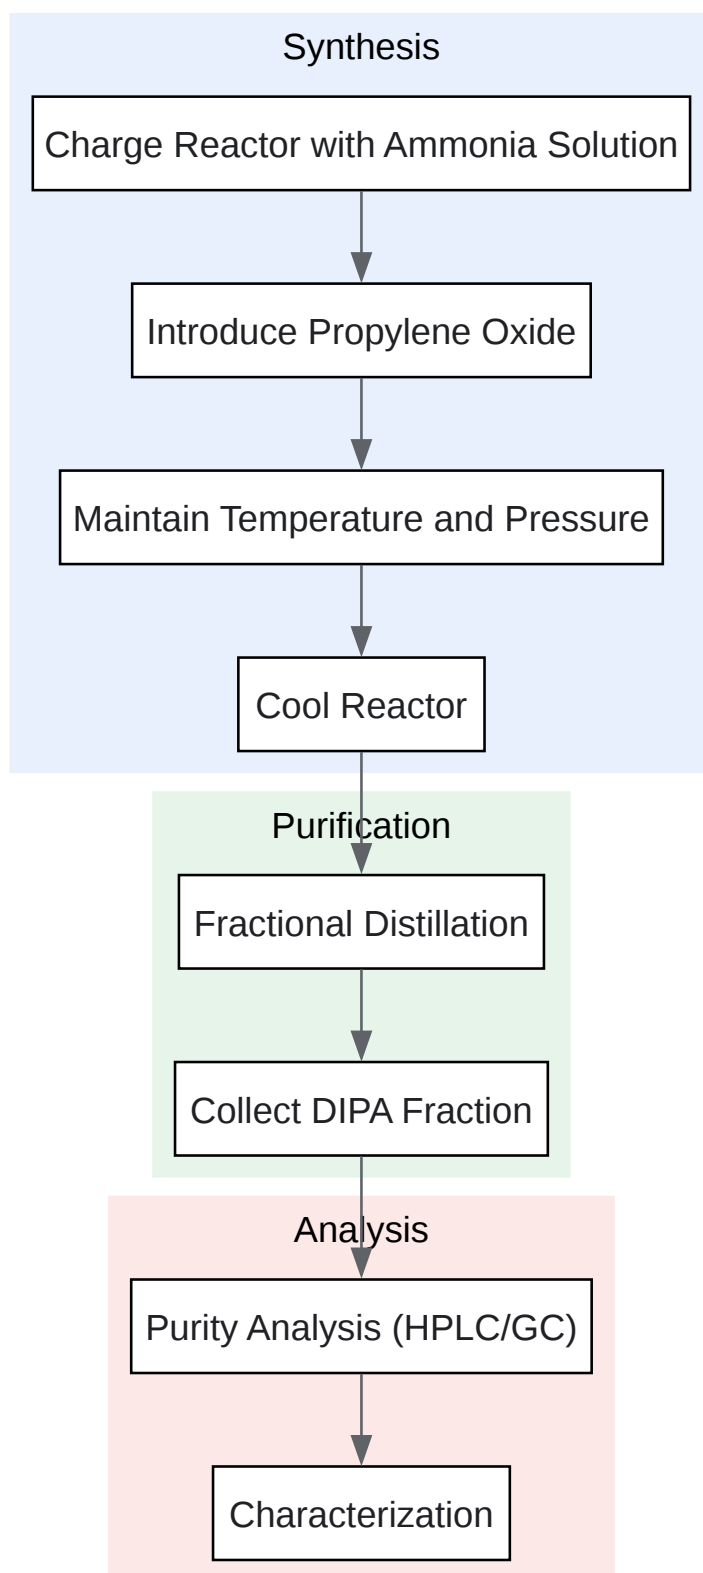 Synthesis
Charge Reactor with Ammonia Solution
Introduce Propylene Oxide
Maintain Temperature and Pressure
Cool Reactor
Purification
Fractional Distillation
Collect DIPA Fraction
Analysis
Purity Analysis (HPLC/GC)
Characterization